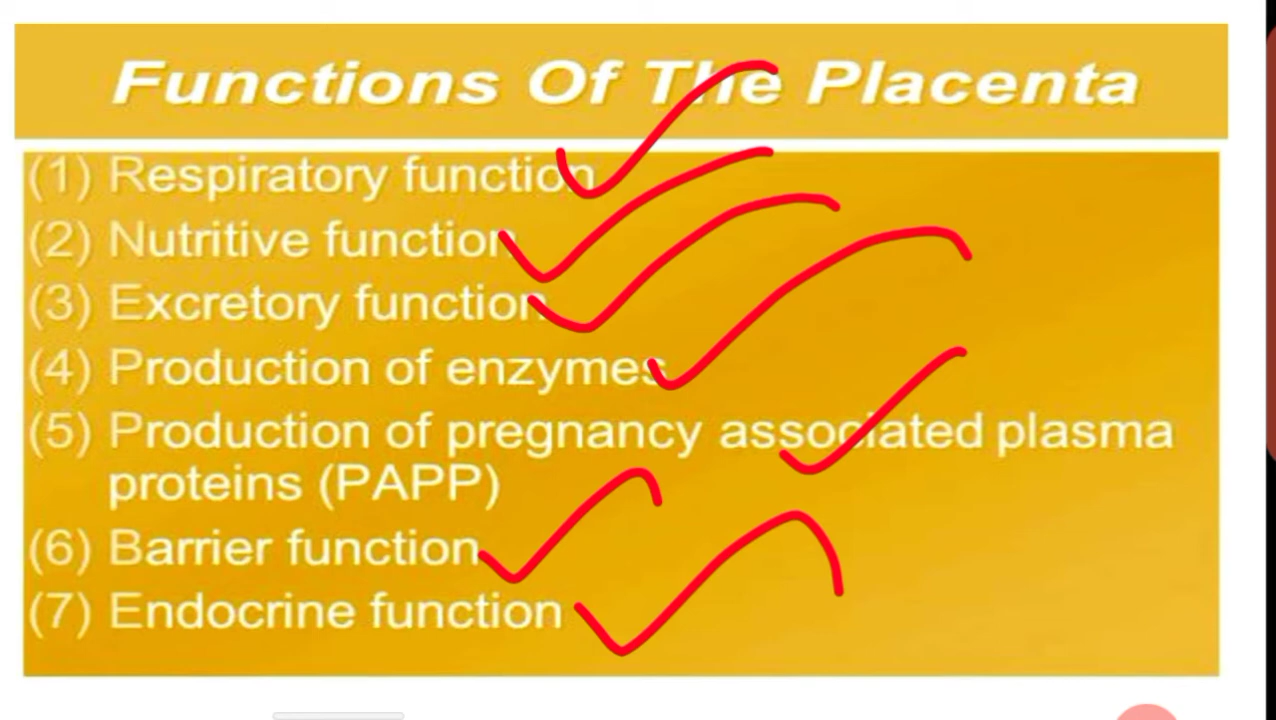 Functions Of The Placenta
(1) Respiratory function
(2) Nutritive function
(3) Excretory function
(4) Production of enzymes
(5) Production of pregnancy associated plasma
proteins (PAPP)
(6) Barrier function
(7) Endocrine function